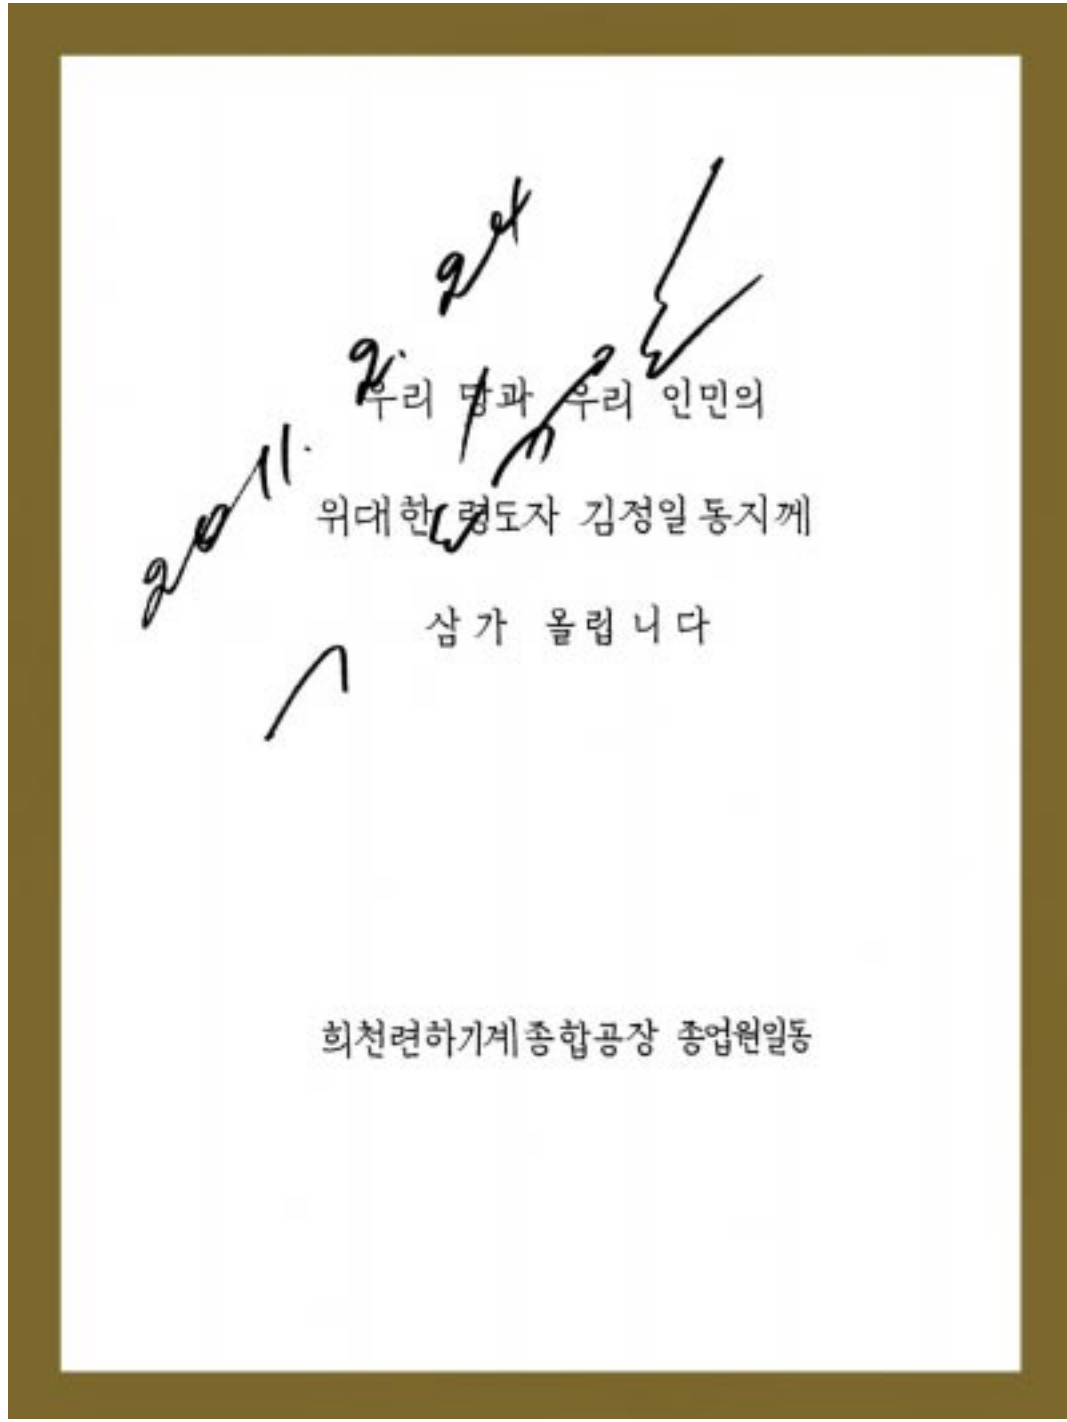 2011. 2. 24
우리 당과 우리 인민의
위대한 령도자 김정일동지께
삼가 올립니다
희천련하기계종합공장 종업원일동